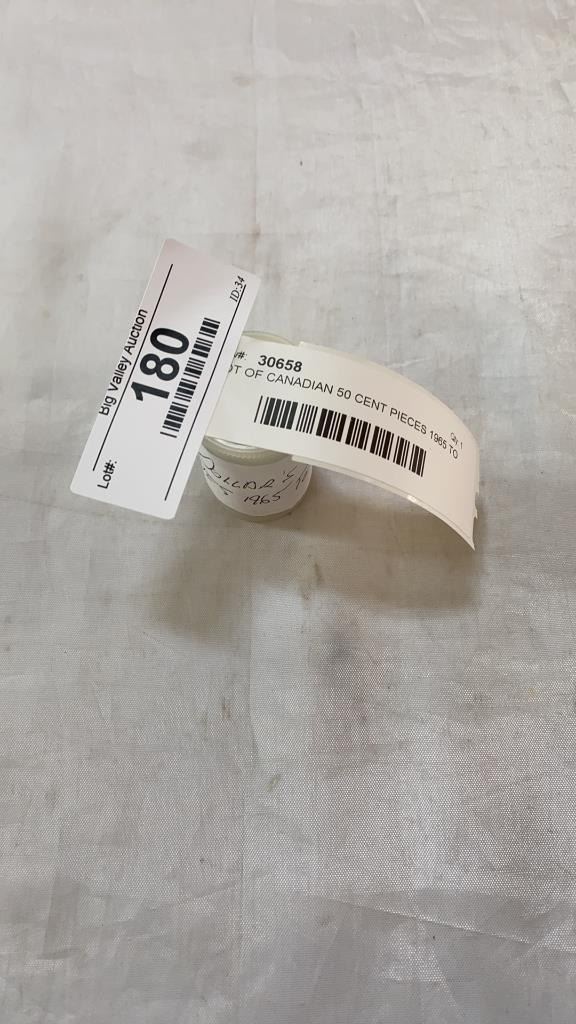 Big Valley Auction
ID:34
180
Lot#:
30658
OT OF CANADIAN 50 CENT PIECES 1965 TO
Qty 1
DOLLAR'S
1965